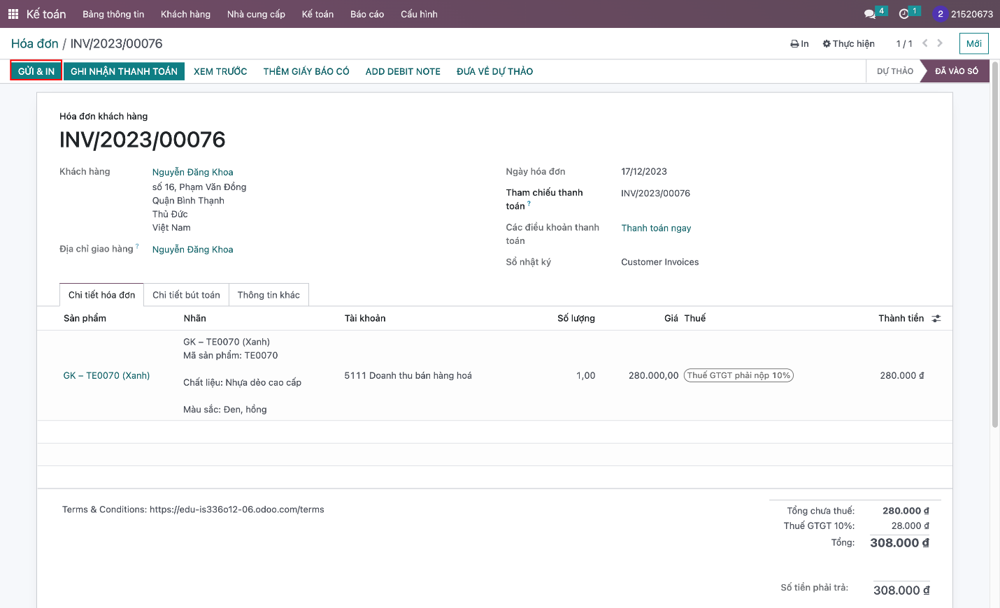 Kế toán Bảng thông tin Khách hàng Nhà cung cấp Kế toán Báo cáo Cấu hình 4 1 2 21520673
Hóa đơn / INV/2023/00076 In Thực hiện 1 / 1 Mới
GỬI & IN GHI NHẬN THANH TOÁN XEM TRƯỚC THÊM GIẤY BÁO CÓ ADD DEBIT NOTE ĐƯA VỀ DỰ THẢO DỰ THẢO ĐÃ VÀO SỔ
Hóa đơn khách hàng
INV/2023/00076
Khách hàng Nguyễn Đăng Khoa
số 16, Phạm Văn Đồng
Quận Bình Thạnh
Thủ Đức
Việt Nam
Địa chỉ giao hàng ? Nguyễn Đăng Khoa
Ngày hóa đơn 17/12/2023
Tham chiếu thanh toán ? INV/2023/00076
Các điều khoản thanh toán Thanh toán ngay
Sổ nhật ký Customer Invoices
Chi tiết hóa đơn Chi tiết bút toán Thông tin khác
Sản phẩm Nhãn Tài khoản Số lượng Giá Thuế Thành tiền
GK – TE0070 (Xanh)
Mã sản phẩm: TE0070
GK – TE0070 (Xanh) 5111 Doanh thu bán hàng hoá 1,00 280.000,00 Thuế GTGT phải nộp 10% 280.000 ₫
Chất liệu: Nhựa dẻo cao cấp
Màu sắc: Đen, hồng
Terms & Conditions: https://edu-is336o12-06.odoo.com/terms
Tổng chưa thuế: 280.000 ₫
Thuế GTGT 10%: 28.000 ₫
Tổng: 308.000 ₫
Số tiền phải trả: 308.000 ₫